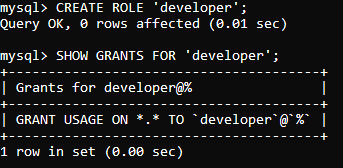 mysql> CREATE ROLE 'developer';
Query OK, 0 rows affected (0.01 sec)
mysql> SHOW GRANTS FOR 'developer';
+---------------------------------------+
| Grants for developer@%                |
+---------------------------------------+
| GRANT USAGE ON *.* TO `developer`@`%` |
+---------------------------------------+
1 row in set (0.00 sec)